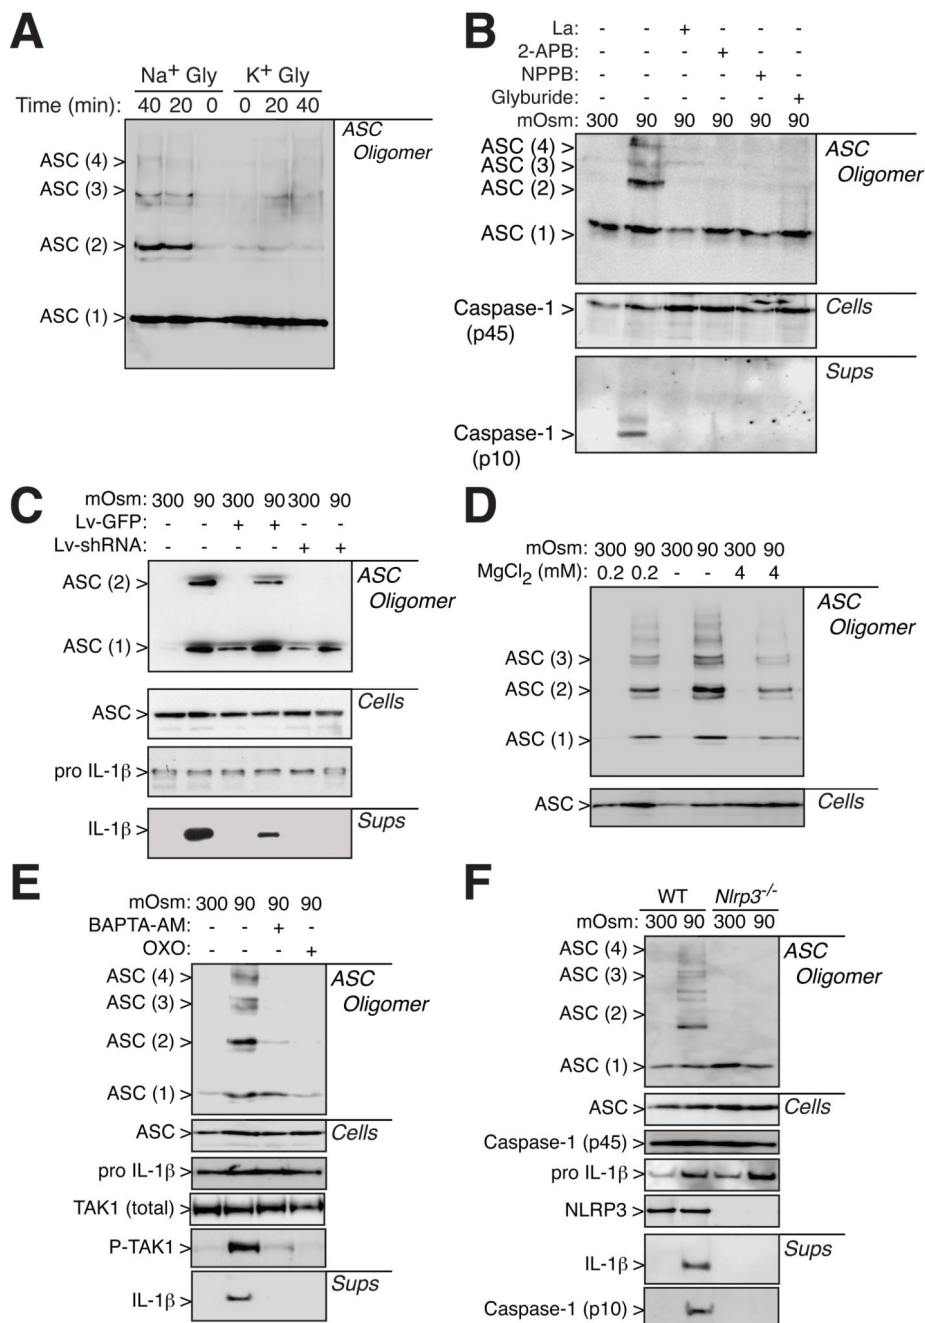 A
Na+ Gly K+ Gly
Time (min): 40 20 0 0 20 40
ASC Oligomer
ASC (4) >
ASC (3) >
ASC (2) >
ASC (1) >
B
La: - - + - - -
2-APB: - - - + - -
NPPB: - - - - + -
Glyburide: - - - - - +
mOsm: 300 90 90 90 90 90
ASC (4) >
ASC (3) >
ASC (2) >
ASC (1) >
ASC
Oligomer
Caspase-1 >
(p45)
Cells
Sups
Caspase-1 >
(p10)
C
mOsm: 300 90 300 90 300 90
Lv-GFP: - - + + - -
Lv-shRNA: - - - - + +
ASC (2) >
ASC (1) >
ASC
Oligomer
ASC >
Cells
pro IL-1β >
IL-1β >
Sups
D
mOsm: 300 90 300 90 300 90
MgCl2 (mM): 0.2 0.2 - - 4 4
ASC
Oligomer
ASC (3) >
ASC (2) >
ASC (1) >
ASC >
Cells
E
mOsm: 300 90 90 90
BAPTA-AM: - - + -
OXO: - - - +
ASC (4) >
ASC (3) >
ASC (2) >
ASC (1) >
ASC
Oligomer
ASC >
Cells
pro IL-1β >
TAK1 (total) >
P-TAK1 >
IL-1β >
Sups
F
WT Nlrp3-/-
mOsm: 300 90 300 90
ASC (4) >
ASC (3) >
ASC (2) >
ASC (1) >
ASC
Oligomer
ASC >
Cells
Caspase-1 (p45) >
pro IL-1β >
NLRP3 >
IL-1β >
Sups
Caspase-1 (p10) >